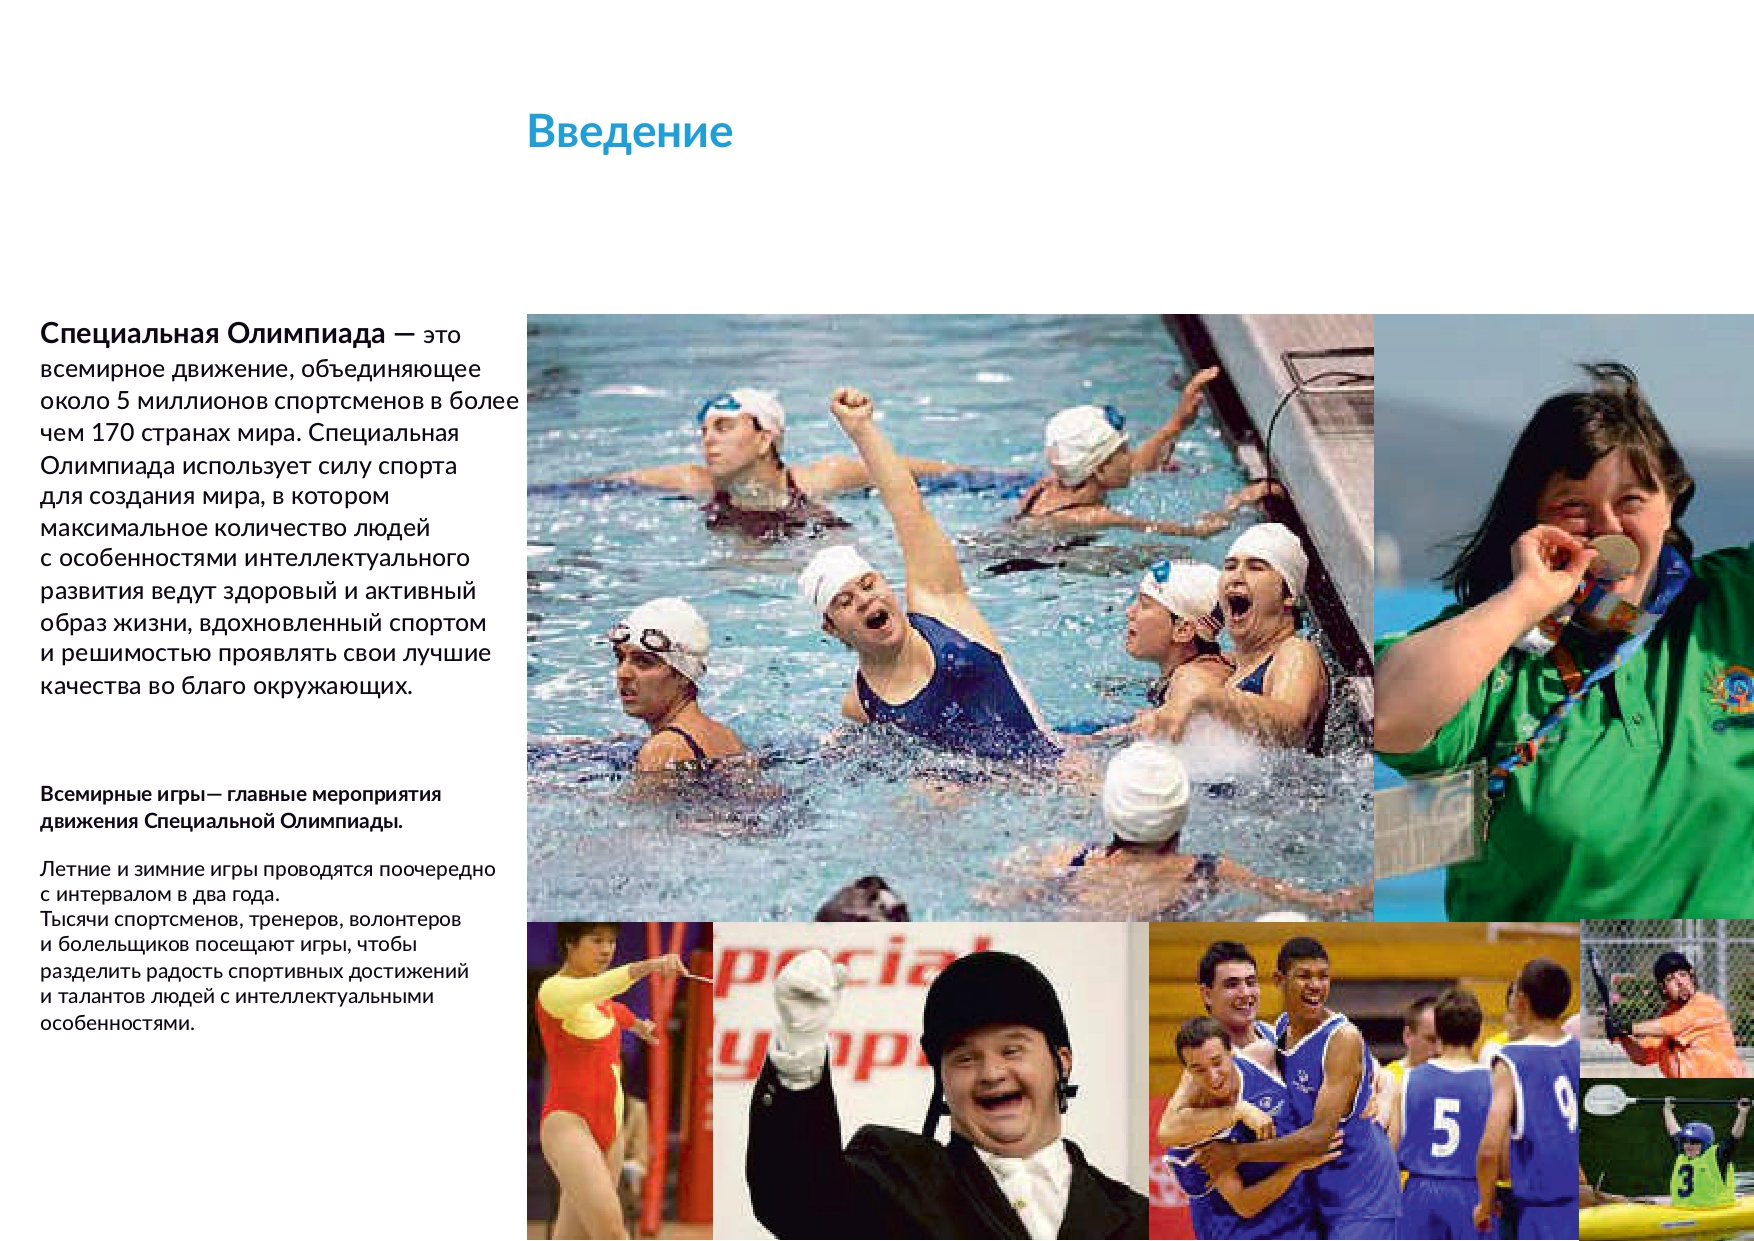 Введение
Специальная Олимпиада — это
всемирное движение, объединяющее
около 5 миллионов спортсменов в более
чем 170 странах мира. Специальная
Олимпиада использует силу спорта
для создания мира, в котором
максимальное количество людей
с особенностями интеллектуального
развития ведут здоровый и активный
образ жизни, вдохновленный спортом
и решимостью проявлять свои лучшие
качества во благо окружающих.
Всемирные игры— главные мероприятия
движения Специальной Олимпиады.
Летние и зимние игры проводятся поочередно
с интервалом в два года.
Тысячи спортсменов, тренеров, волонтеров
и болельщиков посещают игры, чтобы
разделить радость спортивных достижений
и талантов людей с интеллектуальными
особенностями.
pecial
ympi
5
9
3